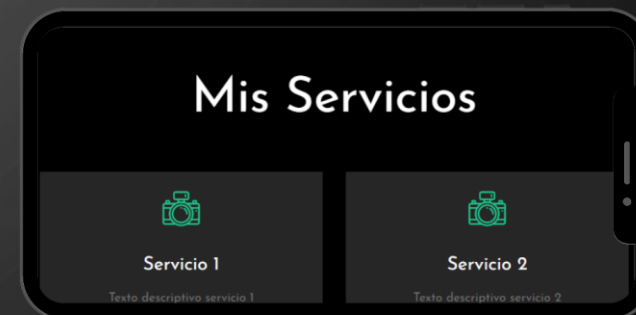 Mis Servicios
Servicio 1
Servicio 2
Texto descriptivo servicio 1
Texto descriptivo servicio 2